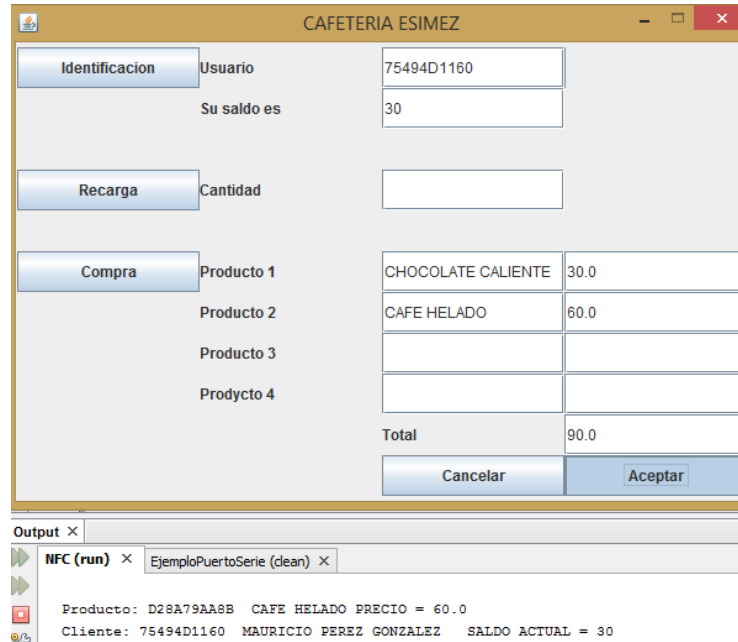 CAFETERIA ESIMEZ
Identificacion Usuario 75494D1160
Su saldo es 30
Recarga Cantidad
Compra Producto 1 CHOCOLATE CALIENTE 30.0
Producto 2 CAFE HELADO 60.0
Producto 3
Prodycto 4
Total 90.0
Cancelar Aceptar
Output
NFC (run) EjemploPuertoSerie (clean)
Producto: D28A79AA8B CAFE HELADO PRECIO = 60.0
Cliente: 75494D1160 MAURICIO PEREZ GONZALEZ SALDO ACTUAL = 30